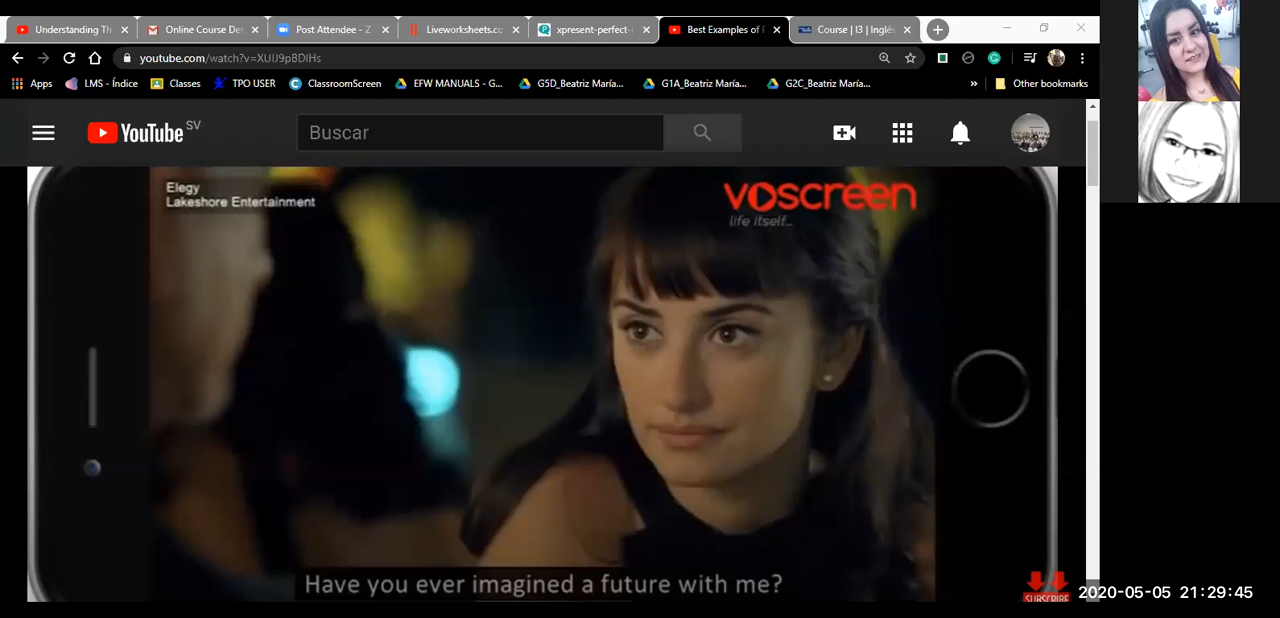 Understanding Th
Online Course Det
Post Attendee - Z
Liveworksheets.co
xpresent-perfect-i
Best Examples of P
Course | I3 | Inglés
youtube.com/watch?v=XUIJ9pBDIHs
Apps
LMS - Índice
Classes
TPO USER
ClassroomScreen
EFW MANUALS - G...
G5D_Beatriz María...
G1A_Beatriz María...
G2C_Beatriz María...
»
Other bookmarks
YouTube SV
Buscar
Elegy
Lakeshore Entertainment
voscreen
life itself...
Have you ever imagined a future with me?
SUBSCRIBE
2020-05-05 21:29:45